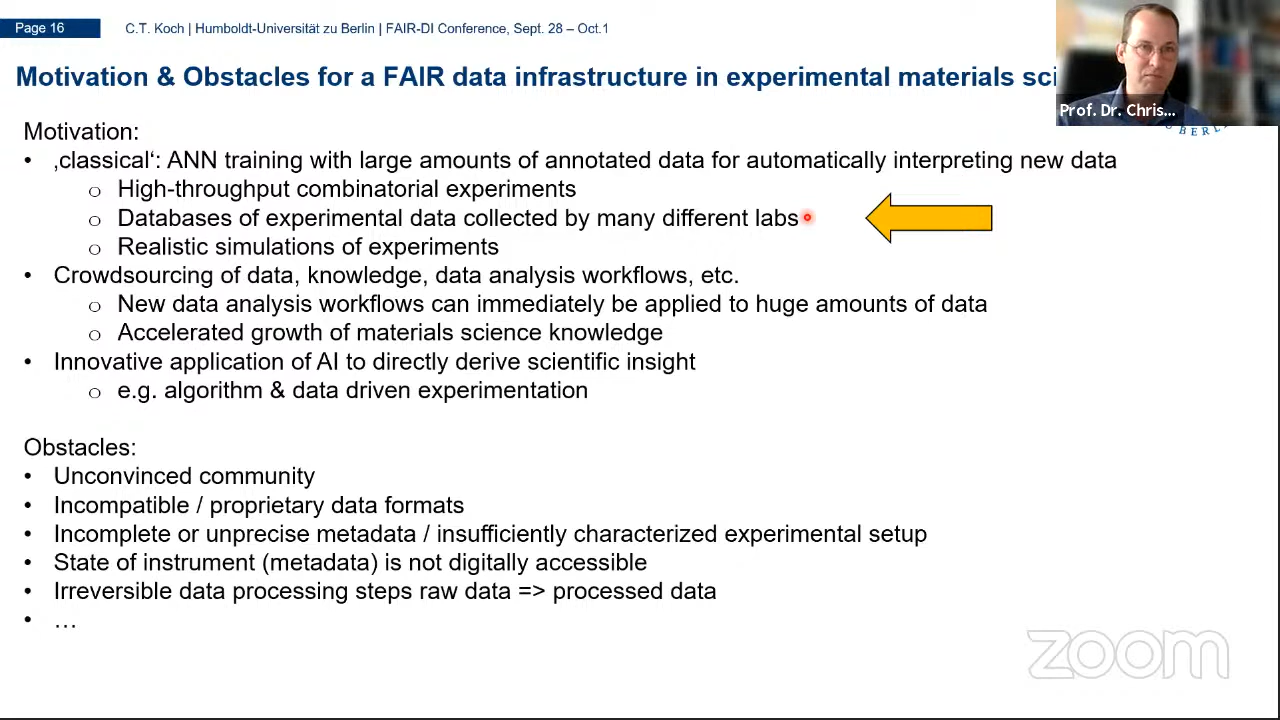 Page 16
C.T. Koch | Humboldt-Universität zu Berlin | FAIR-DI Conference, Sept. 28 – Oct.1
Motivation & Obstacles for a FAIR data infrastructure in experimental materials sci
Prof. Dr. Chris...
BERL
Motivation:
• ‚classical‘: ANN training with large amounts of annotated data for automatically interpreting new data
o High-throughput combinatorial experiments
o Databases of experimental data collected by many different labs
o Realistic simulations of experiments
• Crowdsourcing of data, knowledge, data analysis workflows, etc.
o New data analysis workflows can immediately be applied to huge amounts of data
o Accelerated growth of materials science knowledge
• Innovative application of AI to directly derive scientific insight
o e.g. algorithm & data driven experimentation
Obstacles:
• Unconvinced community
• Incompatible / proprietary data formats
• Incomplete or unprecise metadata / insufficiently characterized experimental setup
• State of instrument (metadata) is not digitally accessible
• Irreversible data processing steps raw data => processed data
• …
zoom